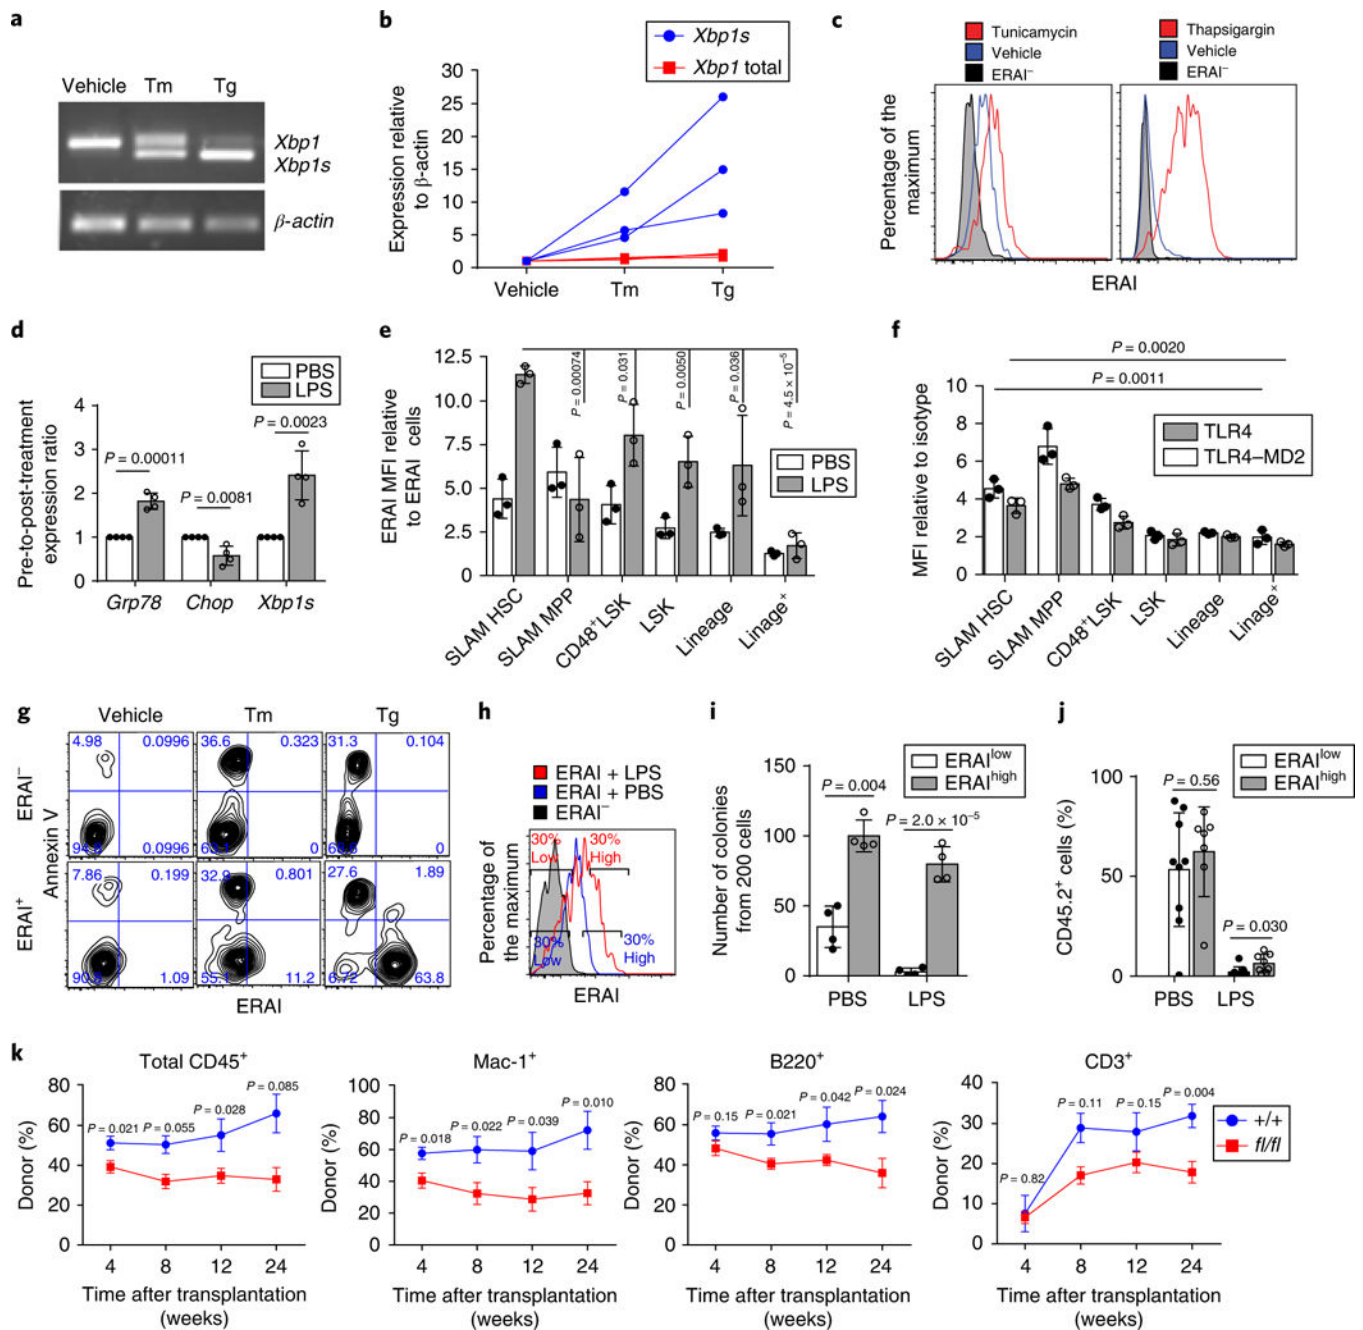 a
Vehicle Tm Tg
Xbp1
Xbp1s
β-actin
b
Xbp1s
Xbp1 total
Expression relative
to β-actin
30
25
20
15
10
5
0
Vehicle Tm Tg
c
Tunicamycin
Vehicle
ERAI⁻
Thapsigargin
Vehicle
ERAI⁻
Percentage of the
maximum
ERAI
d
PBS
LPS
Pre-to-post-treatment
expression ratio
4
3
2
1
0
P = 0.00011
P = 0.0081
P = 0.0023
Grp78 Chop Xbp1s
e
ERAI MFI relative
to ERAI cells
12.5
10.0
7.5
5.0
2.5
0
P = 0.00074
P = 0.031
P = 0.0050
P = 0.036
P = 4.5 × 10⁻⁵
PBS
LPS
SLAM HSC
SLAM MPP
CD48⁺LSK
LSK
Lineage
Linage×
f
P = 0.0020
P = 0.0011
MFI relative to isotype
10
8
6
4
2
0
TLR4
TLR4–MD2
SLAM HSC
SLAM MPP
CD48⁺LSK
LSK
Lineage
Linage×
g
Vehicle Tm Tg
ERAI⁻
ERAI⁺
Annexin V
4.98 0.0996
0.0996
36.6 0.323
0
31.3 0.104
0
7.86 0.199
1.09
0.801
55.1 11.2
27.6 1.89
6.72 63.8
ERAI
h
ERAI + LPS
ERAI + PBS
ERAI⁻
Percentage of
the maximum
30%
Low
30%
High
30%
Low
30%
High
ERAI
i
ERAIlow
ERAIhigh
Number of colonies
from 200 cells
150
100
50
0
P = 0.004
P = 2.0 × 10⁻⁵
PBS LPS
j
ERAIlow
ERAIhigh
CD45.2⁺ cells (%)
100
50
0
P = 0.56
P = 0.030
PBS LPS
k
Total CD45⁺
Donor (%)
80
60
40
20
0
P = 0.021
P = 0.055
P = 0.028
P = 0.085
4 8 12 24
Time after transplantation
(weeks)
Mac-1⁺
Donor (%)
100
80
60
40
20
0
P = 0.018
P = 0.022
P = 0.039
P = 0.010
4 8 12 24
Time after transplantation
(weeks)
B220⁺
Donor (%)
80
60
40
20
0
P = 0.15
P = 0.021
P = 0.042
P = 0.024
4 8 12 24
Time after transplantation
(weeks)
CD3⁺
Donor (%)
40
30
20
10
0
P = 0.82
P = 0.11
P = 0.15
P = 0.004
4 8 12 24
Time after transplantation
(weeks)
+/+
fl/fl